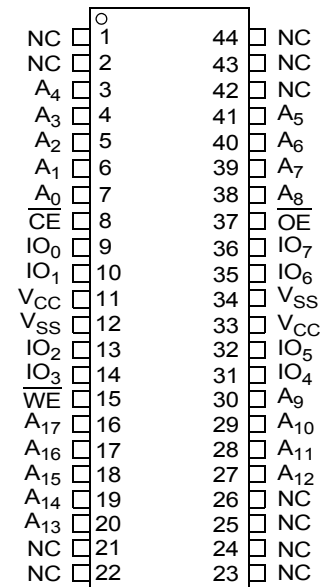 NC 1 44 NC
NC 2 43 NC
A4 3 42 NC
A3 4 41 A5
A2 5 40 A6
A1 6 39 A7
A0 7 38 A8
CE 8 37 OE
IO0 9 36 IO7
IO1 10 35 IO6
VCC 11 34 VSS
VSS 12 33 VCC
IO2 13 32 IO5
IO3 14 31 IO4
WE 15 30 A9
A17 16 29 A10
A16 17 28 A11
A15 18 27 A12
A14 19 26 NC
A13 20 25 NC
NC 21 24 NC
NC 22 23 NC